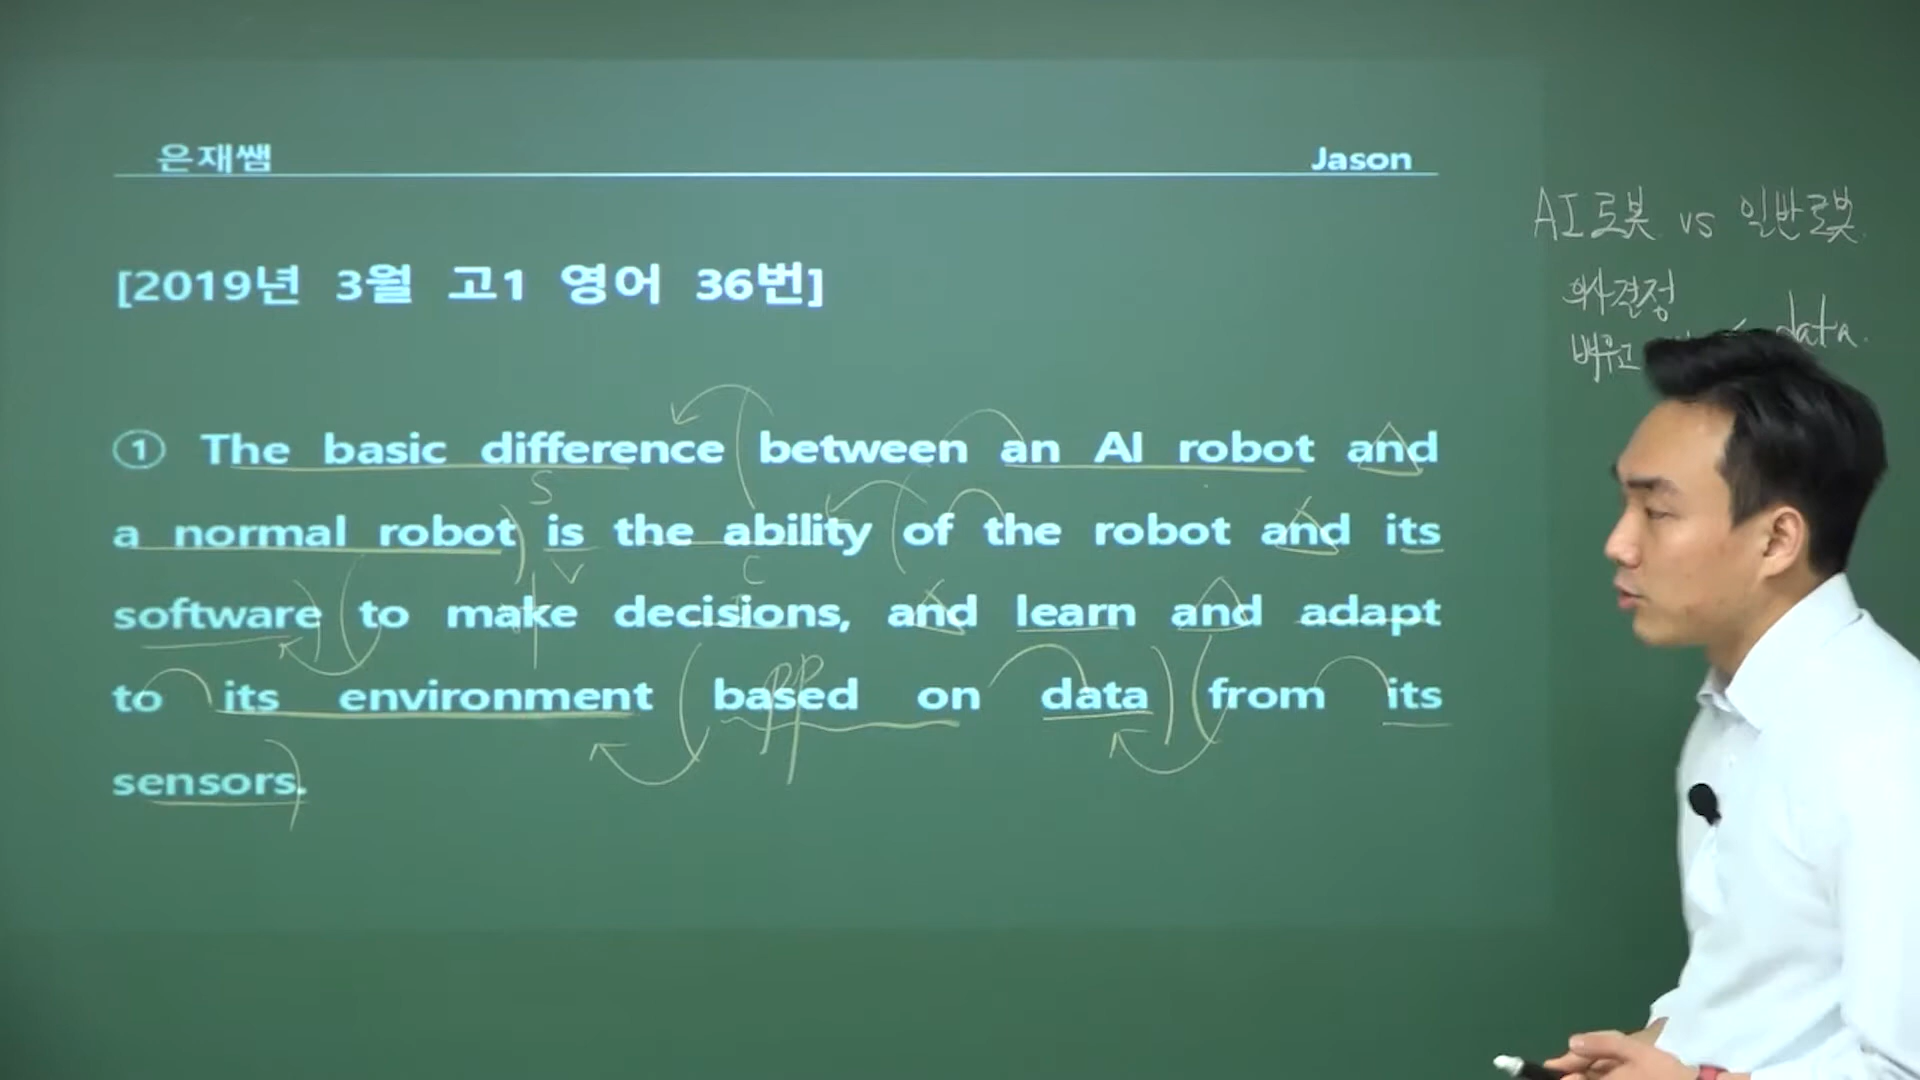 은재쌤 Jason
[2019년 3월 고1 영어 36번]
① The basic difference between an AI robot and
S
a normal robot) is the ability of the robot and its
V C
software to make decisions, and learn and adapt
to its environment based on data from its
PP
sensors.
AI 로봇 vs 일반로봇
의사결정
배우고 data.